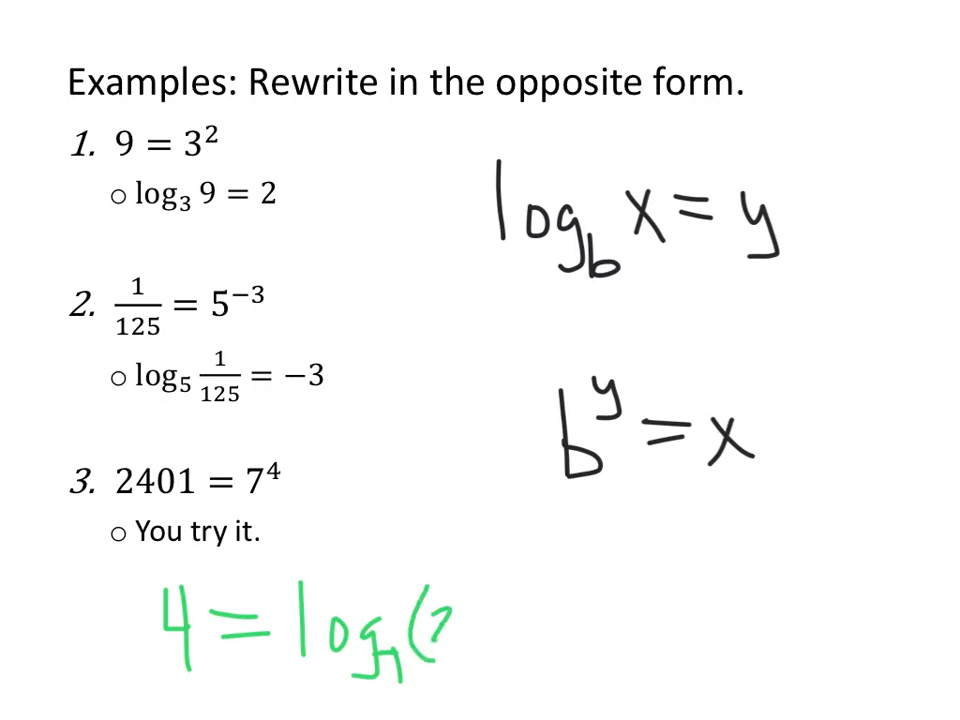 Examples: Rewrite in the opposite form.
1. 9 = 3²
○ log₃ 9 = 2
log_b x = y
2. 1/125 = 5⁻³
○ log₅ 1/125 = −3
b^y = x
3. 2401 = 7⁴
○ You try it.
4 = log₇(2